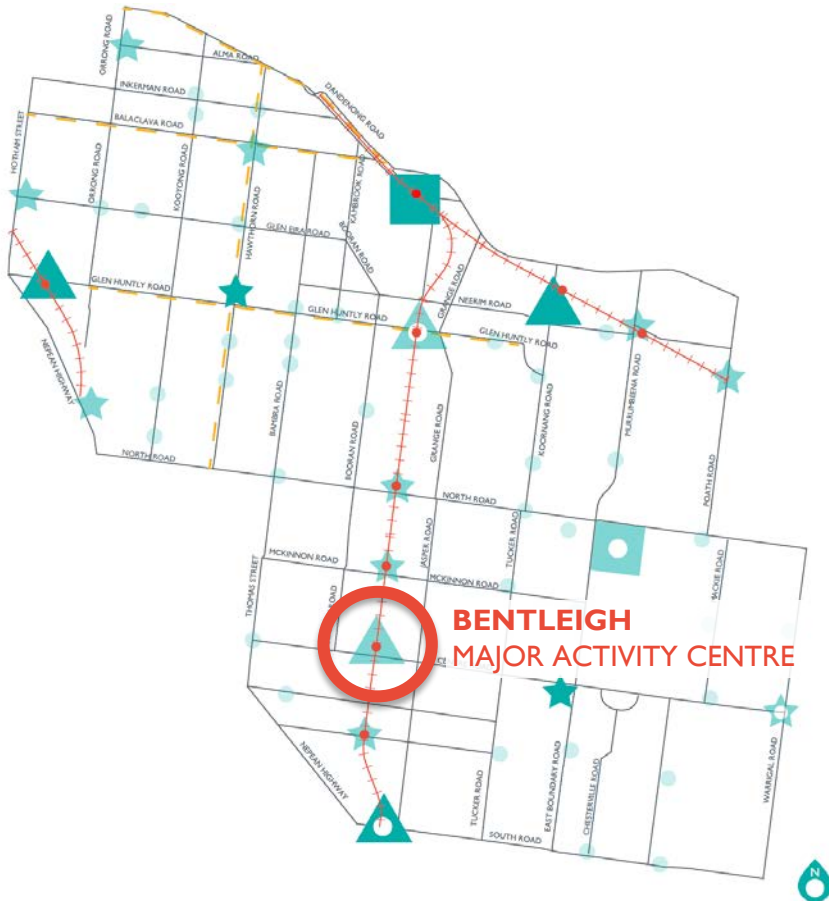 ORRONG ROAD
ALMA ROAD
INKERMAN ROAD
DANDENONG ROAD
BALACLAVA ROAD
HOTHAM STREET
ORRONG ROAD
KOOYONG ROAD
HAWTHORN ROAD
KAMBROOK ROAD
GLEN EIRA ROAD
BOORAN ROAD
GRANGE ROAD
GLEN HUNTLY ROAD
GLEN HUNTLY ROAD
NEERIM ROAD
GLEN HUNTLY ROAD
NEPEAN HIGHWAY
BAMBRA ROAD
BOORAN ROAD
GRANGE ROAD
KOORNANG ROAD
MURRUMBEENA ROAD
POATH ROAD
NORTH ROAD
NORTH ROAD
JASPER ROAD
TUCKER ROAD
MCKINNON ROAD
MCKINNON ROAD
MACKIE ROAD
THOMAS STREET
ROAD
BENTLEIGH
MAJOR ACTIVITY CENTRE
NEPEAN HIGHWAY
TUCKER ROAD
EAST BOUNDARY ROAD
CHESTERVILLE ROAD
WARRIGAL ROAD
SOUTH ROAD
N